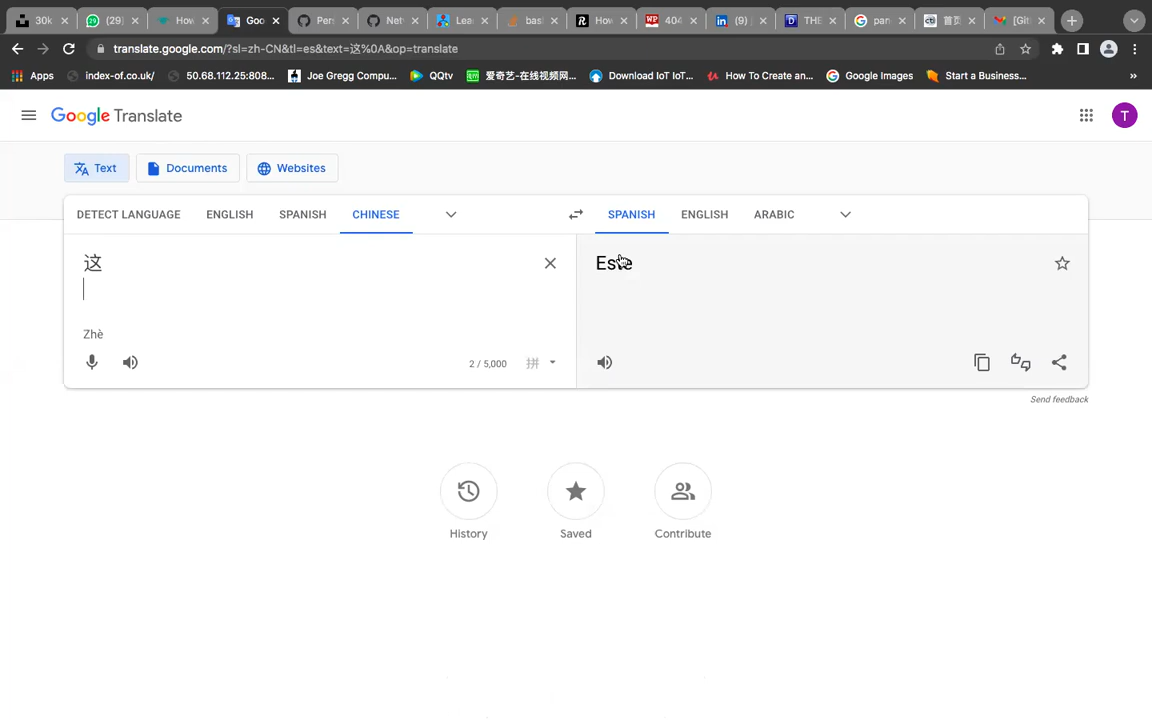 30k
(29)
How
Goo
Pers
Netw
Lear
bas
How
404
(9)
THE
pan
首页
[Git
translate.google.com/?sl=zh-CN&tl=es&text=这%0A&op=translate
Apps
index-of.co.uk/
50.68.112.25:808...
Joe Gregg Compu...
QQtv
爱奇艺-在线视频网...
Download IoT IoT...
How To Create an...
Google Images
Start a Business...
»
Google Translate
T
Text
Documents
Websites
DETECT LANGUAGE
ENGLISH
SPANISH
CHINESE
SPANISH
ENGLISH
ARABIC
这
Este
Zhè
2 / 5,000
拼
Send feedback
History
Saved
Contribute